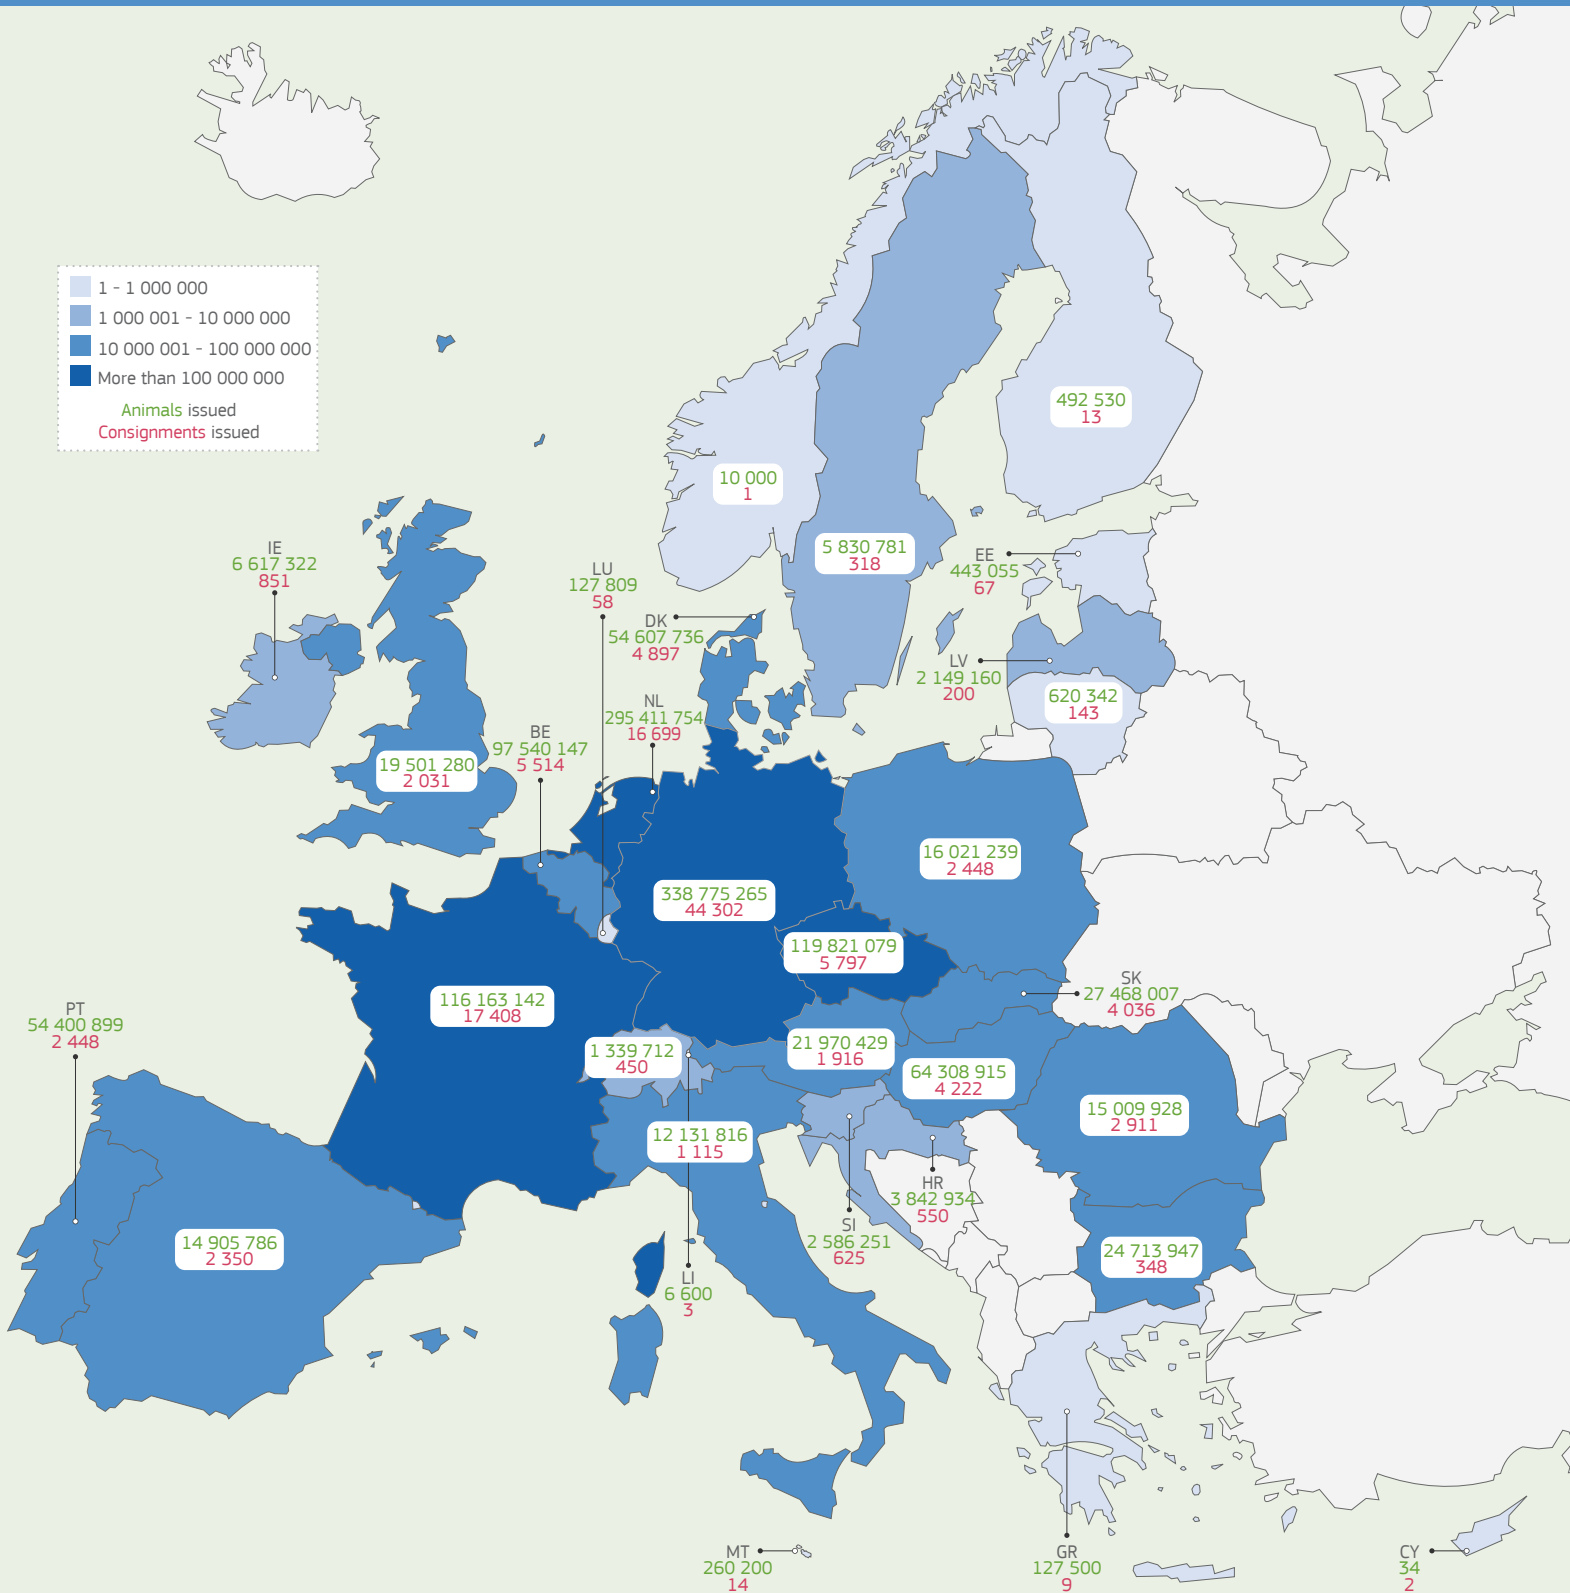 1 - 1 000 000
1 000 001 - 10 000 000
10 000 001 - 100 000 000
More than 100 000 000
Animals issued
Consignments issued
492 530
13
10 000
1
5 830 781
318
IE
6 617 322
851
LU
127 809
58
EE
443 055
67
DK
54 607 736
4 897
LV
2 149 160
200
620 342
143
NL
295 411 754
16 699
BE
97 540 147
5 514
19 501 280
2 031
16 021 239
2 448
338 775 265
44 302
119 821 079
5 797
SK
27 468 007
4 036
116 163 142
17 408
PT
54 400 899
2 448
1 339 712
450
21 970 429
1 916
64 308 915
4 222
15 009 928
2 911
12 131 816
1 115
HR
3 842 934
550
SI
2 586 251
625
14 905 786
2 350
24 713 947
348
LI
6 600
3
MT
260 200
14
GR
127 500
9
CY
34
2